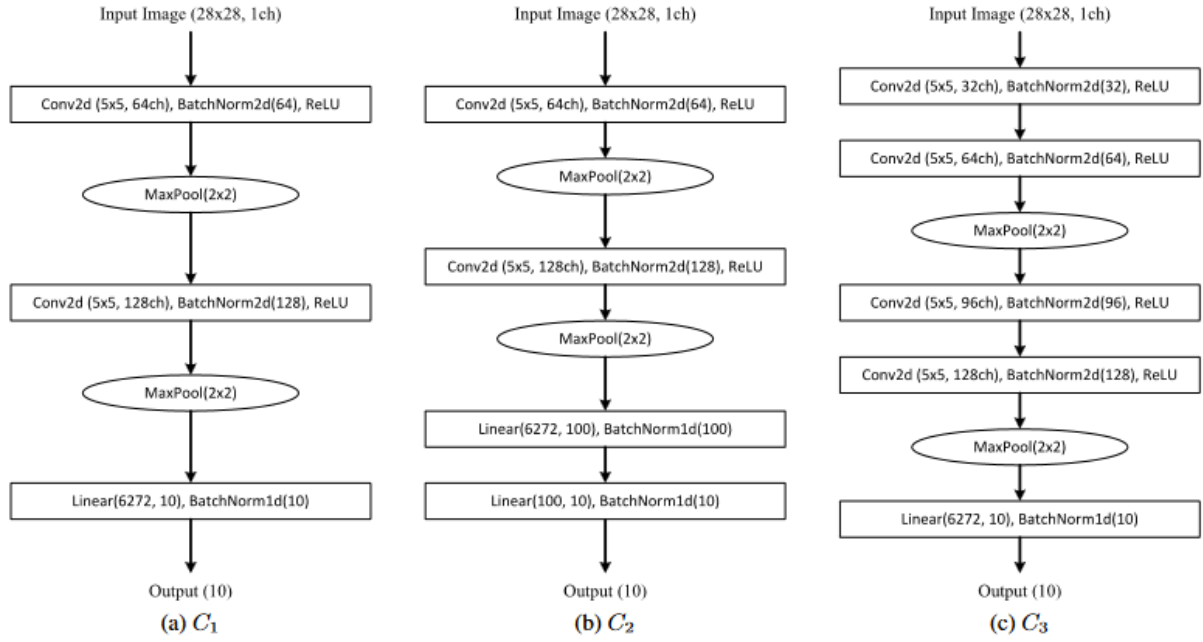 Input Image (28x28, 1ch)
Conv2d (5x5, 64ch), BatchNorm2d(64), ReLU
MaxPool(2x2)
Conv2d (5x5, 128ch), BatchNorm2d(128), ReLU
MaxPool(2x2)
Linear(6272, 10), BatchNorm1d(10)
Output (10)
(a) C₁
Input Image (28x28, 1ch)
Conv2d (5x5, 64ch), BatchNorm2d(64), ReLU
MaxPool(2x2)
Conv2d (5x5, 128ch), BatchNorm2d(128), ReLU
MaxPool(2x2)
Linear(6272, 100), BatchNorm1d(100)
Linear(100, 10), BatchNorm1d(10)
Output (10)
(b) C₂
Input Image (28x28, 1ch)
Conv2d (5x5, 32ch), BatchNorm2d(32), ReLU
Conv2d (5x5, 64ch), BatchNorm2d(64), ReLU
MaxPool(2x2)
Conv2d (5x5, 96ch), BatchNorm2d(96), ReLU
Conv2d (5x5, 128ch), BatchNorm2d(128), ReLU
MaxPool(2x2)
Linear(6272, 10), BatchNorm1d(10)
Output (10)
(c) C₃